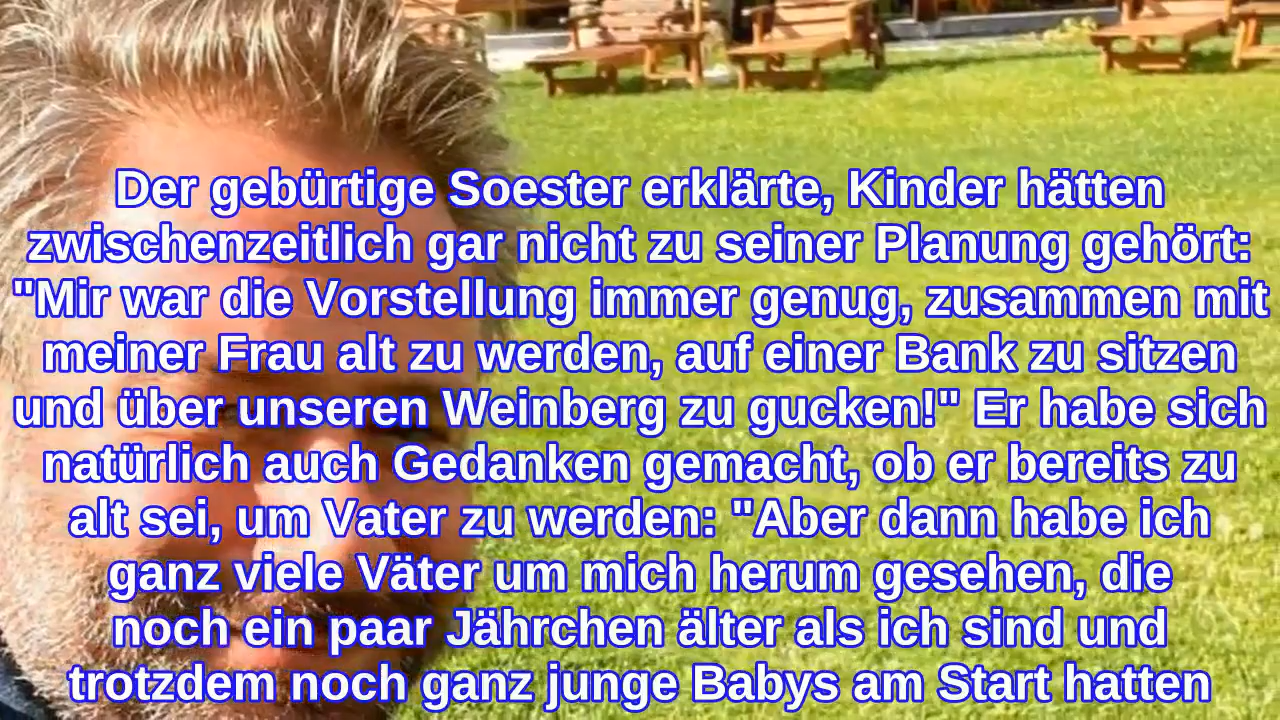 Der gebürtige Soester erklärte, Kinder hätten
zwischenzeitlich gar nicht zu seiner Planung gehört:
"Mir war die Vorstellung immer genug, zusammen mit
meiner Frau alt zu werden, auf einer Bank zu sitzen
und über unseren Weinberg zu gucken!" Er habe sich
natürlich auch Gedanken gemacht, ob er bereits zu
alt sei, um Vater zu werden: "Aber dann habe ich
ganz viele Väter um mich herum gesehen, die
noch ein paar Jährchen älter als ich sind und
trotzdem noch ganz junge Babys am Start hatten